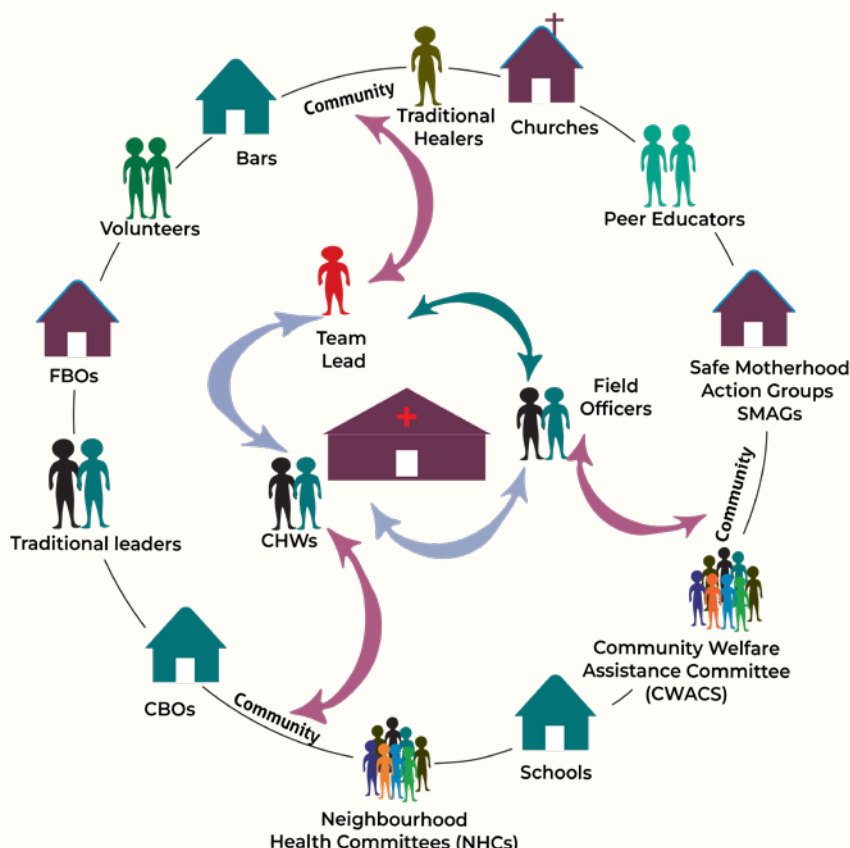 Community
Traditional
Healers
Churches
Bars
Peer Educators
Volunteers
Safe Motherhood
Action Groups
SMAGs
FBOs
Team
Lead
Field
Officers
Community
Traditional leaders
CHWs
Community Welfare
Assistance Committee
(CWACS)
CBOs
Community
Schools
Neighbourhood
Health Committees (NHCs)